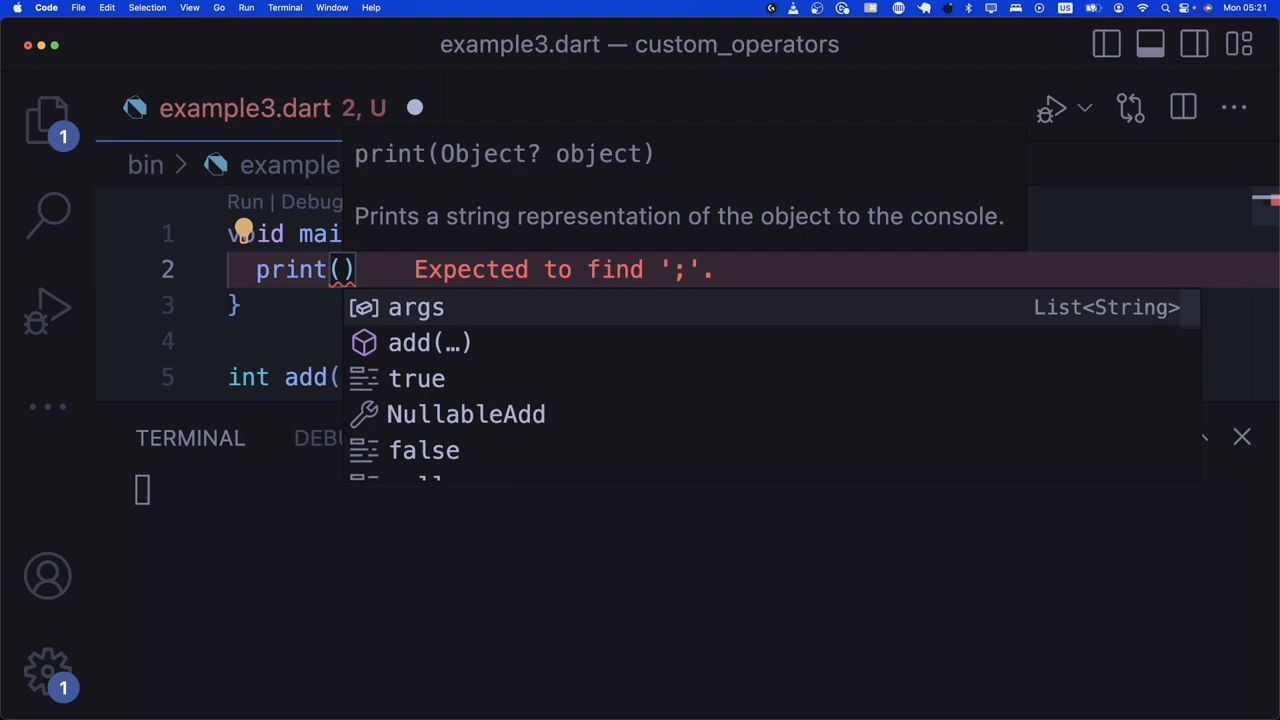 Code File Edit Selection View Go Run Terminal Window Help US Mon 05:21
example3.dart — custom_operators
example3.dart 2, U
bin > example
print(Object? object)
Prints a string representation of the object to the console.
Run | Debug
1 void mai
2 print() Expected to find ';'.
3 }
4
5 int add(
args List<String>
add(…)
true
NullableAdd
false
TERMINAL DEBU
1
1